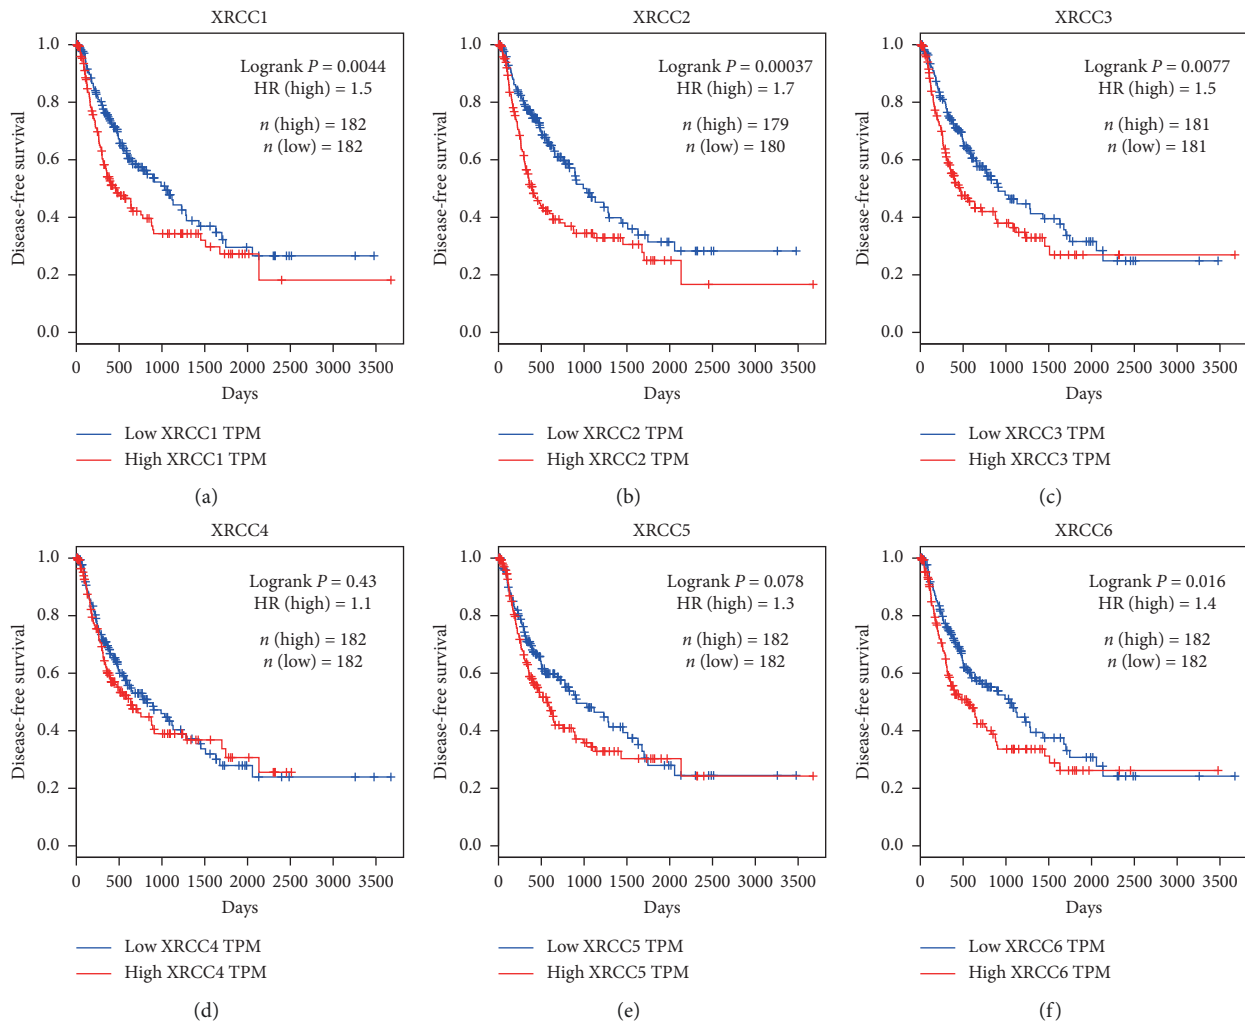 XRCC1
Disease-free survival
1.0
0.8
0.6
0.4
0.2
0.0
Logrank P = 0.0044
HR (high) = 1.5
n (high) = 182
n (low) = 182
0 500 1000 1500 2000 2500 3000 3500
Days
Low XRCC1 TPM
High XRCC1 TPM
(a)
XRCC2
Disease-free survival
1.0
0.8
0.6
0.4
0.2
0.0
Logrank P = 0.00037
HR (high) = 1.7
n (high) = 179
n (low) = 180
0 500 1000 1500 2000 2500 3000 3500
Days
Low XRCC2 TPM
High XRCC2 TPM
(b)
XRCC3
Disease-free survival
1.0
0.8
0.6
0.4
0.2
0.0
Logrank P = 0.0077
HR (high) = 1.5
n (high) = 181
n (low) = 181
0 500 1000 1500 2000 2500 3000 3500
Days
Low XRCC3 TPM
High XRCC3 TPM
(c)
XRCC4
Disease-free survival
1.0
0.8
0.6
0.4
0.2
0.0
Logrank P = 0.43
HR (high) = 1.1
n (high) = 182
n (low) = 182
0 500 1000 1500 2000 2500 3000 3500
Days
Low XRCC4 TPM
High XRCC4 TPM
(d)
XRCC5
Disease-free survival
1.0
0.8
0.6
0.4
0.2
0.0
Logrank P = 0.078
HR (high) = 1.3
n (high) = 182
n (low) = 182
0 500 1000 1500 2000 2500 3000 3500
Days
Low XRCC5 TPM
High XRCC5 TPM
(e)
XRCC6
Disease-free survival
1.0
0.8
0.6
0.4
0.2
0.0
Logrank P = 0.016
HR (high) = 1.4
n (high) = 182
n (low) = 182
0 500 1000 1500 2000 2500 3000 3500
Days
Low XRCC6 TPM
High XRCC6 TPM
(f)